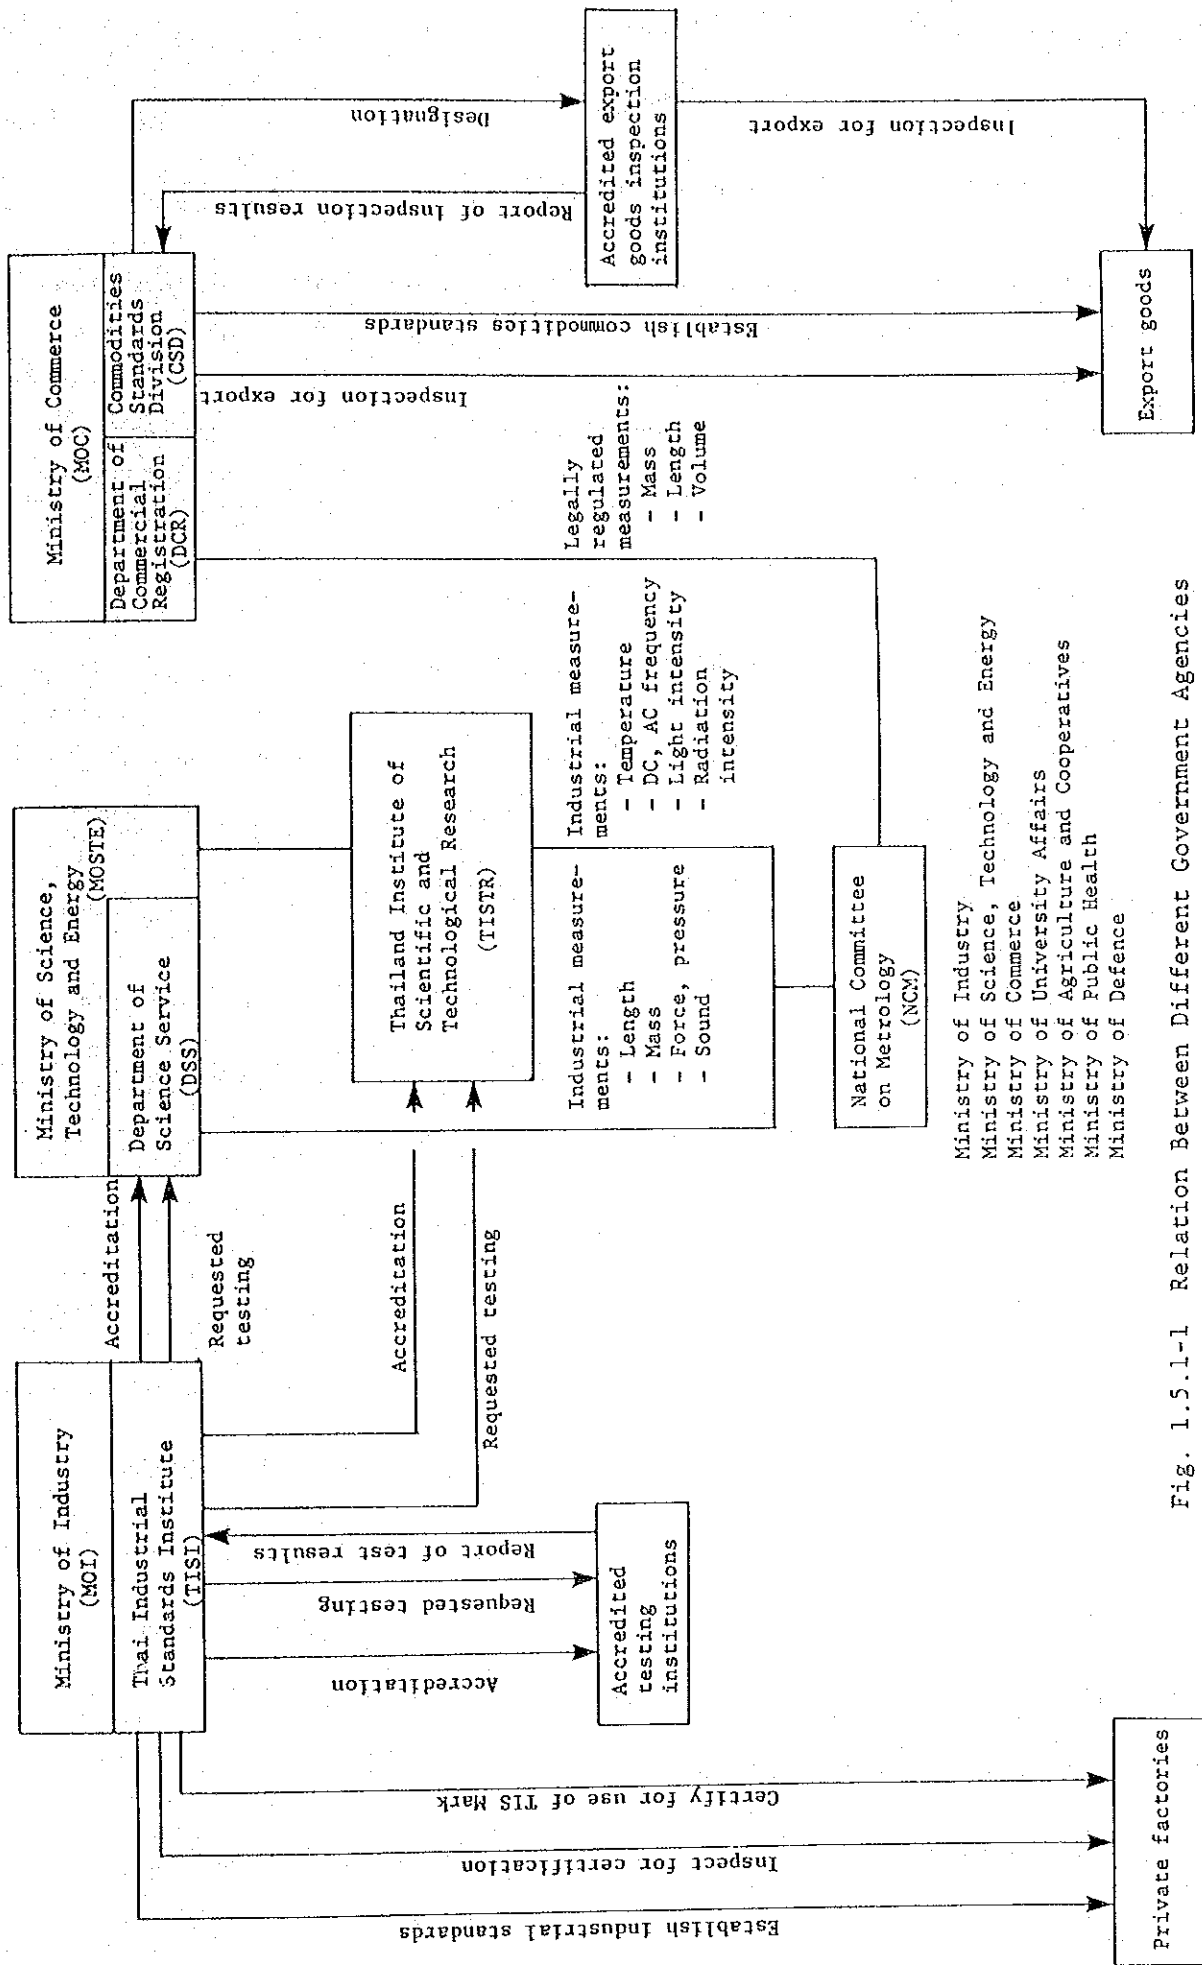 Ministry of Industry
(MOI)
Thai Industrial
Standards Institute
(TISI)
Establish industrial standards
Inspect for certification
Certify for use of TIS Mark
Private factories
Accreditation
Requested testing
Report of test results
Accredited
testing
institutions
Accreditation
Requested
testing
Accreditation
Requested testing
Ministry of Science,
Technology and Energy
(MOSTE)
Department of
Science Service
(DSS)
Thailand Institute of
Scientific and
Technological Research
(TISTR)
Industrial measure-
ments:
- Length
- Mass
- Force, pressure
- Sound
Industrial measure-
ments:
- Temperature
- DC, AC frequency
- Light intensity
- Radiation
intensity
Legally
regulated
measurements:
- Mass
- Length
- Volume
National Committee
on Metrology
(NCM)
Ministry of Industry
Ministry of Science, Technology and Energy
Ministry of Commerce
Ministry of University Affairs
Ministry of Agriculture and Cooperatives
Ministry of Public Health
Ministry of Defence
Ministry of Commerce
(MOC)
Department of
Commercial
Registration
(DCR)
Commodities
Standards
Division
(CSD)
Inspection for export
Establish commodities standards
Report of inspection results
Designation
Accredited export
goods inspection
institutions
Inspection for export
Export goods
Fig. 1.5.1-1 Relation Between Different Government Agencies